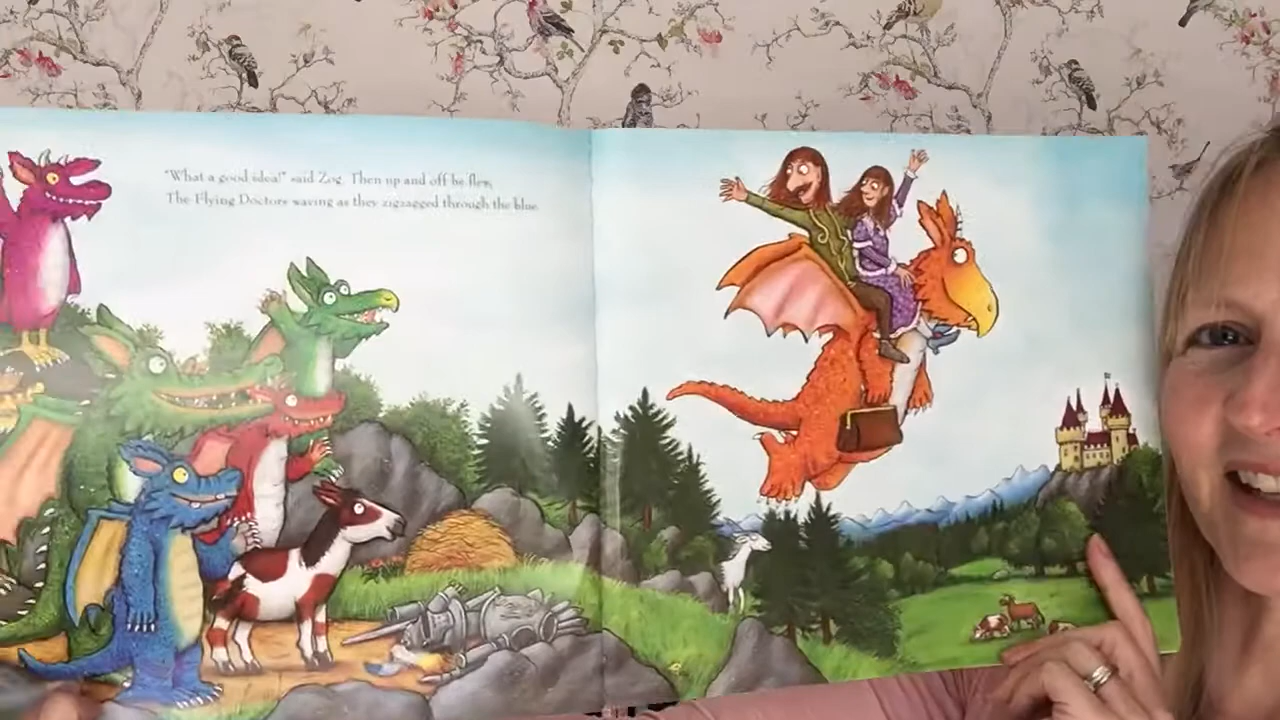 "What a good idea!" said Zog. Then up and off he flew,
The Flying Doctors waving as they zigzagged through the blue.